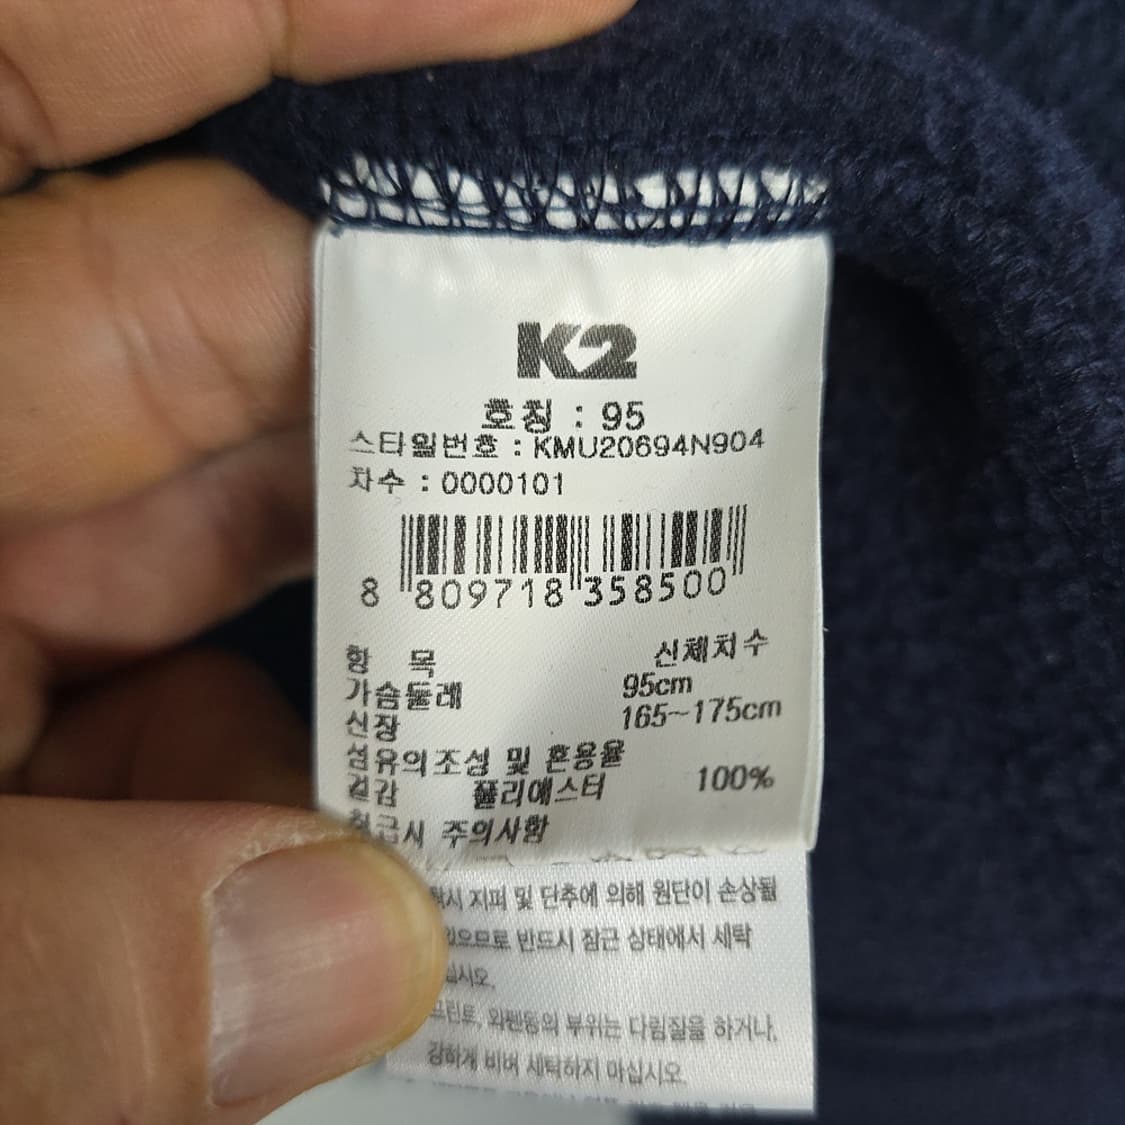 K2
호칭 : 95
스타일번호 : KMU20694N904
차수 : 0000101
8 809718 358500
항 목 신체치수
가슴둘레 95cm
신장 165~175cm
섬유의조성 및 혼용율
겉감 폴리에스터 100%
취급시 주의사항
지퍼 및 단추에 의해 원단이 손상될
있으므로 반드시 잠근 상태에서 세탁
십시오.
프린트, 와펜등의 부위는 다림질을 하거나,
강하게 비벼 세탁하지 마십시오.